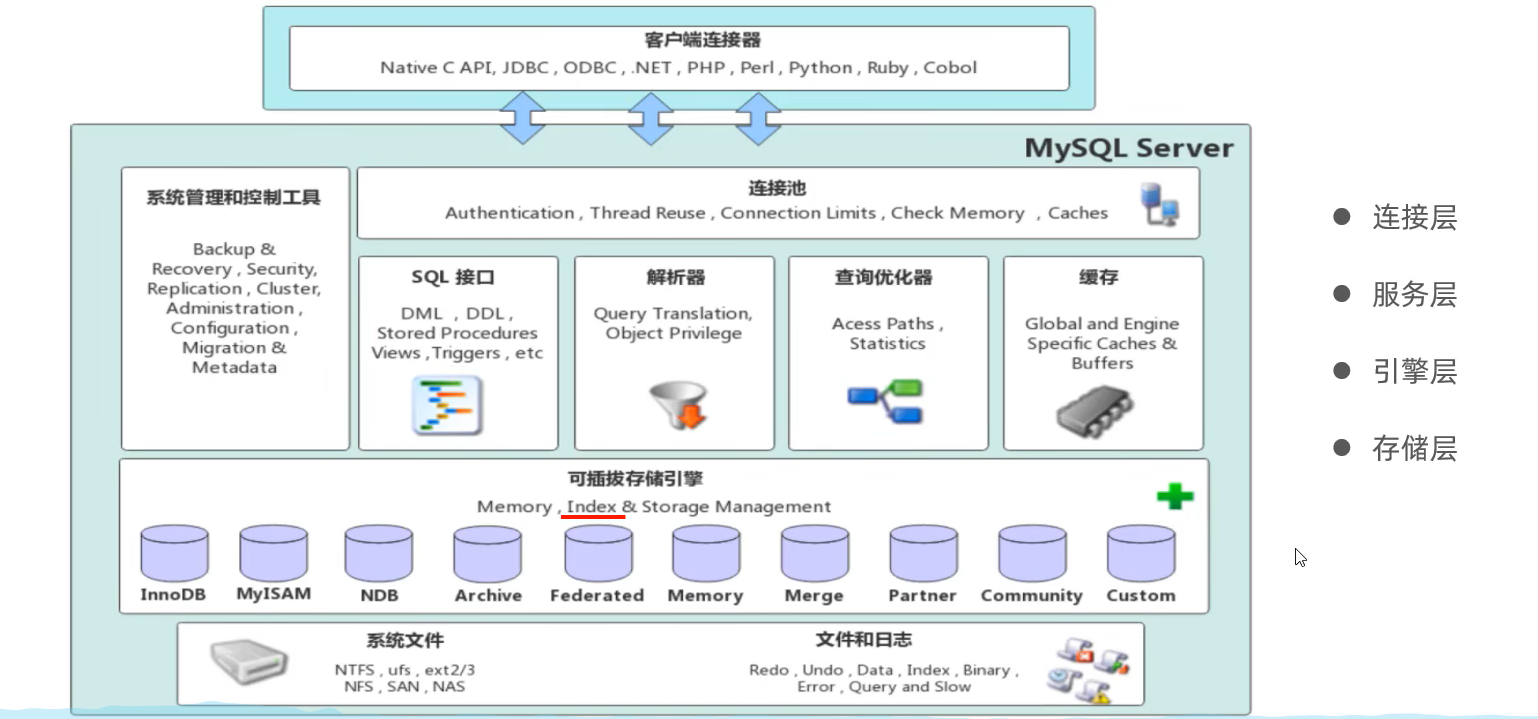 客户端连接器
Native C API, JDBC , ODBC , .NET , PHP , Perl , Python , Ruby , Cobol
MySQL Server
系统管理和控制工具
Backup &
Recovery , Security,
Replication , Cluster,
Administration ,
Configuration ,
Migration &
Metadata
连接池
Authentication , Thread Reuse , Connection Limits , Check Memory , Caches
SQL 接口
DML , DDL ,
Stored Procedures
Views ,Triggers , etc
解析器
Query Translation,
Object Privilege
查询优化器
Acess Paths ,
Statistics
缓存
Global and Engine
Specific Caches &
Buffers
可插拔存储引擎
Memory , Index & Storage Management
InnoDB
MyISAM
NDB
Archive
Federated
Memory
Merge
Partner
Community
Custom
系统文件
NTFS , ufs , ext2/3
NFS , SAN , NAS
文件和日志
Redo , Undo , Data , Index , Binary ,
Error , Query and Slow
连接层
服务层
引擎层
存储层